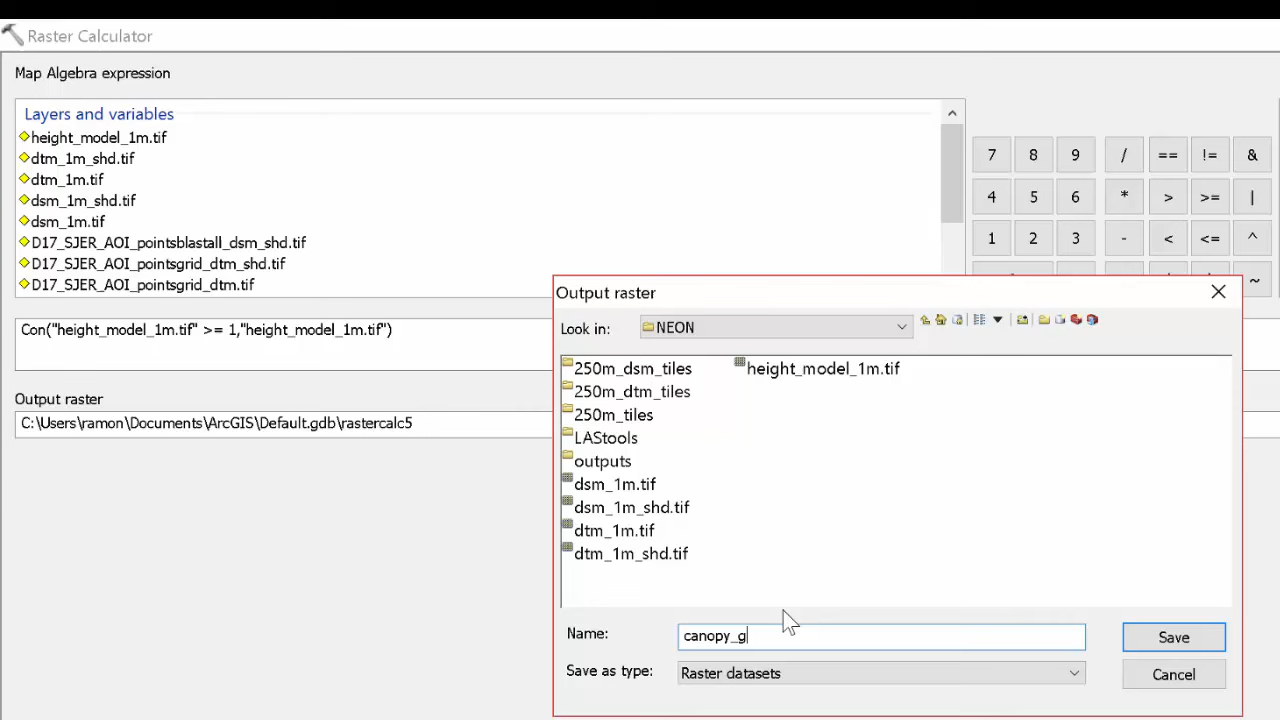 Raster Calculator
Map Algebra expression
Layers and variables
height_model_1m.tif
dtm_1m_shd.tif
dtm_1m.tif
dsm_1m_shd.tif
dsm_1m.tif
D17_SJER_AOI_pointsblastall_dsm_shd.tif
D17_SJER_AOI_pointsgrid_dtm_shd.tif
D17_SJER_AOI_pointsgrid_dtm.tif
7 8 9 / == != &
4 5 6 * > >= |
1 2 3 - < <= ^
~
Con("height_model_1m.tif" >= 1,"height_model_1m.tif")
Output raster
C:\Users\ramon\Documents\ArcGIS\Default.gdb\rastercalc5
Output raster
Look in: NEON
250m_dsm_tiles height_model_1m.tif
250m_dtm_tiles
250m_tiles
LAStools
outputs
dsm_1m.tif
dsm_1m_shd.tif
dtm_1m.tif
dtm_1m_shd.tif
Name: canopy_g Save
Save as type: Raster datasets Cancel